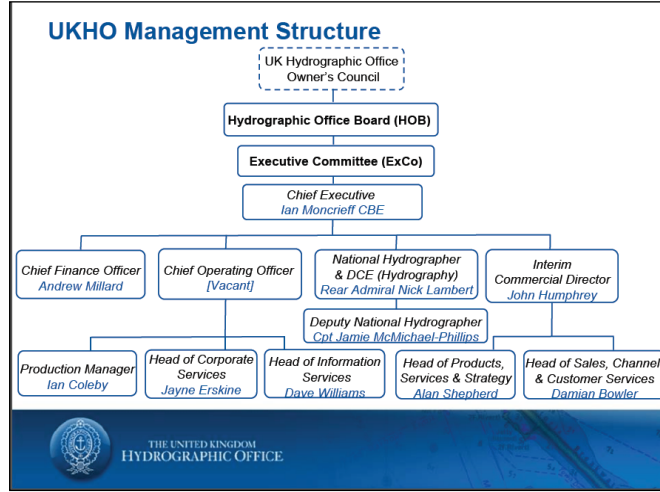 UKHO Management Structure
UK Hydrographic Office
Owner's Council
Hydrographic Office Board (HOB)
Executive Committee (ExCo)
Chief Executive
Ian Moncrieff CBE
Chief Finance Officer
Andrew Millard
Chief Operating Officer
[Vacant]
National Hydrographer
& DCE (Hydrography)
Rear Admiral Nick Lambert
Interim
Commercial Director
John Humphrey
Deputy National Hydrographer
Cpt Jamie McMichael-Phillips
Production Manager
Ian Coleby
Head of Corporate
Services
Jayne Erskine
Head of Information
Services
Dave Williams
Head of Products,
Services & Strategy
Alan Shepherd
Head of Sales, Channel
& Customer Services
Damian Bowler
THE UNITED KINGDOM
HYDROGRAPHIC OFFICE